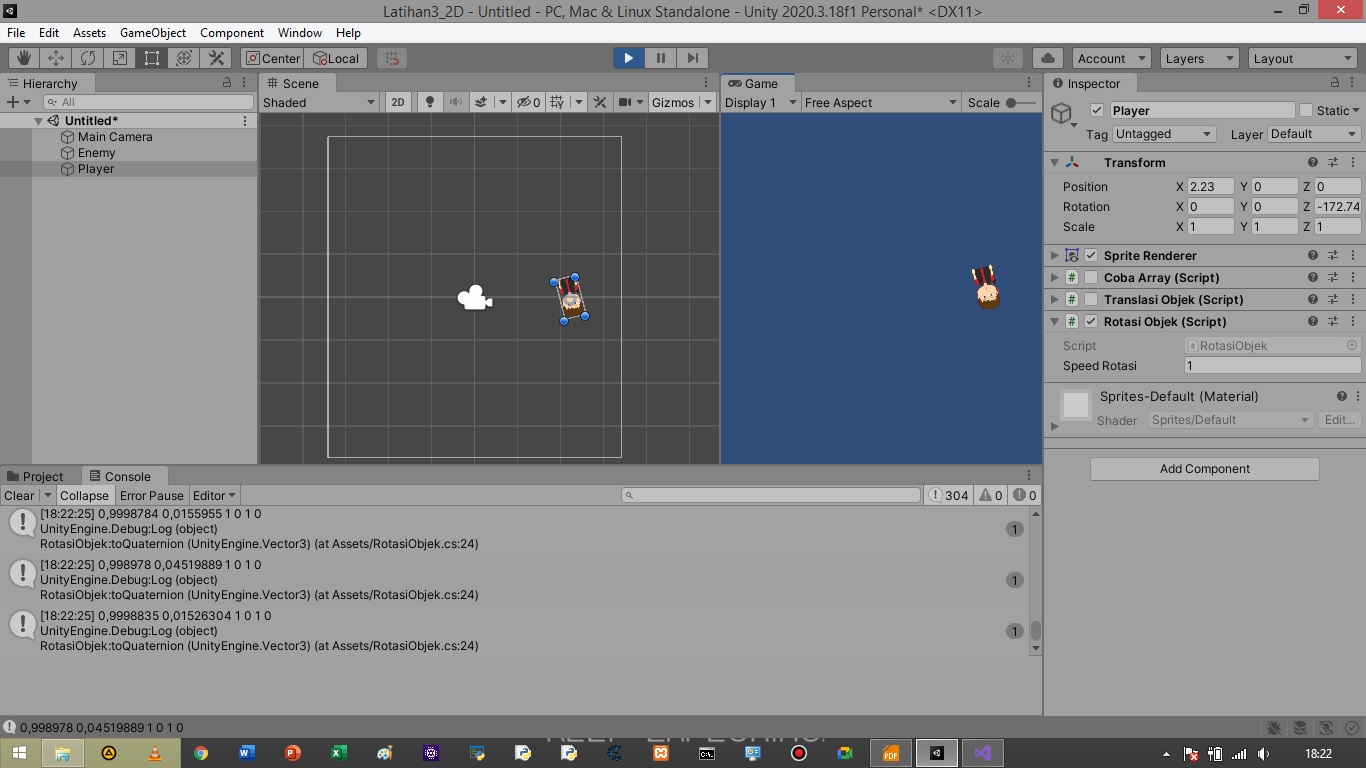 Latihan3_2D - Untitled - PC, Mac & Linux Standalone - Unity 2020.3.18f1 Personal* <DX11>
File Edit Assets GameObject Component Window Help
Center Local Account Layers Layout
Hierarchy
All
Untitled*
Main Camera
Enemy
Player
Scene
Shaded 2D 0 Gizmos
Game
Display 1 Free Aspect Scale
Inspector
Player Static
Tag Untagged Layer Default
Transform
Position X 2.23 Y 0 Z 0
Rotation X 0 Y 0 Z -172.74
Scale X 1 Y 1 Z 1
Sprite Renderer
# Coba Array (Script)
# Translasi Objek (Script)
# Rotasi Objek (Script)
Script # RotasiObjek
Speed Rotasi 1
Sprites-Default (Material)
Shader Sprites/Default Edit...
Add Component
Project Console
Clear Collapse Error Pause Editor 304 0 0
[18:22:25] 0,9998784 0,0155955 1 0 1 0
UnityEngine.Debug:Log (object) 1
RotasiObjek:toQuaternion (UnityEngine.Vector3) (at Assets/RotasiObjek.cs:24)
[18:22:25] 0,998978 0,04519889 1 0 1 0
UnityEngine.Debug:Log (object) 1
RotasiObjek:toQuaternion (UnityEngine.Vector3) (at Assets/RotasiObjek.cs:24)
[18:22:25] 0,9998835 0,01526304 1 0 1 0
UnityEngine.Debug:Log (object) 1
RotasiObjek:toQuaternion (UnityEngine.Vector3) (at Assets/RotasiObjek.cs:24)
0,998978 0,04519889 1 0 1 0
18:22